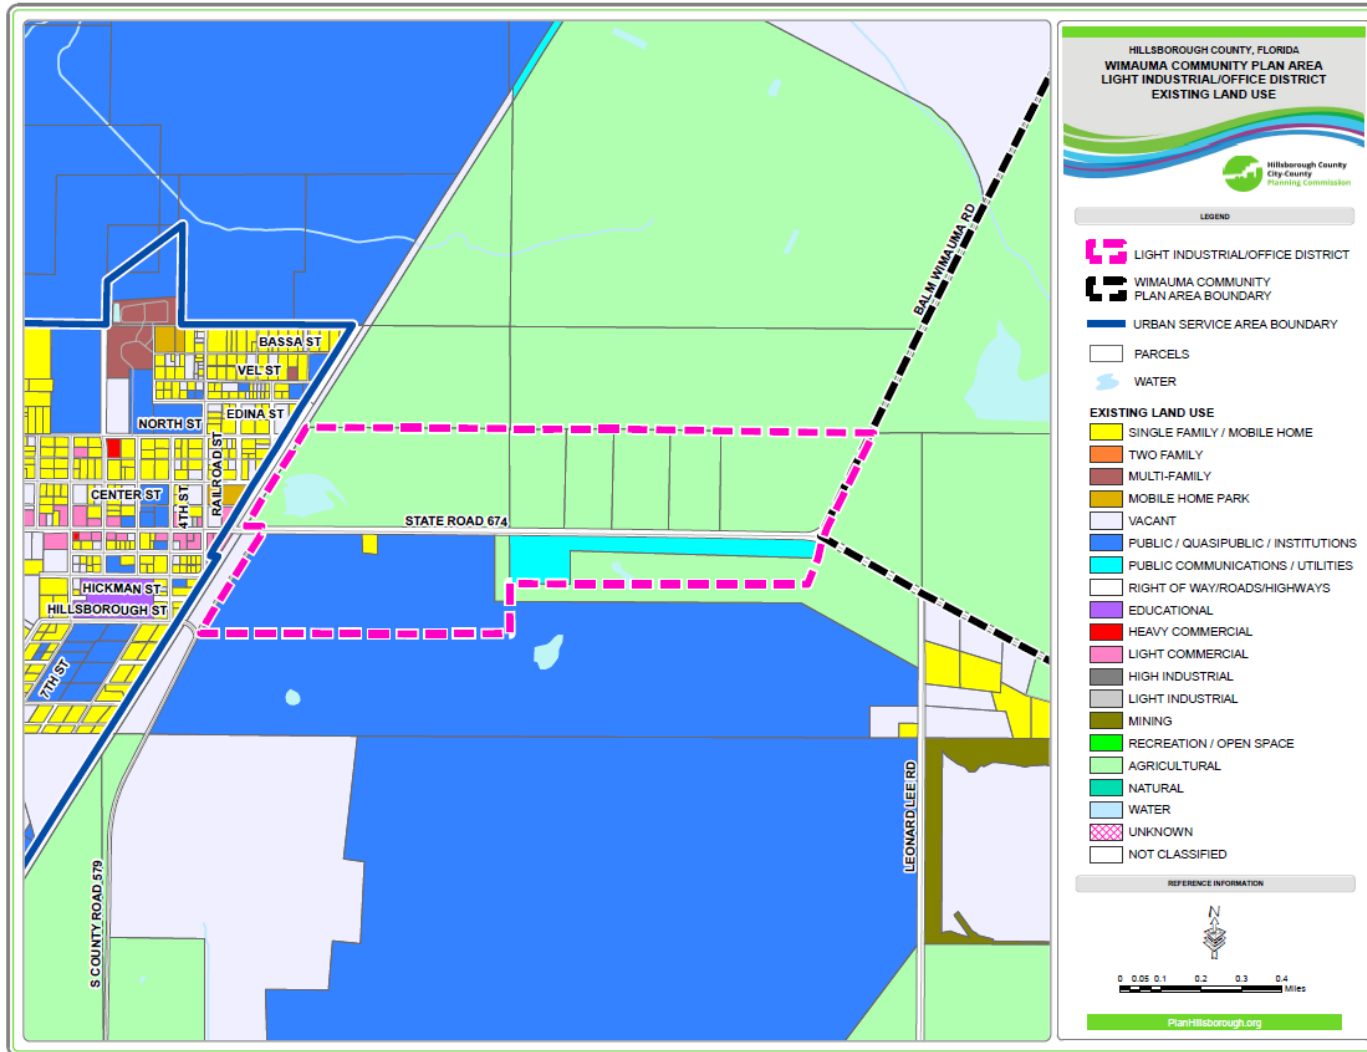 BASSA ST
VEL ST
EDINA ST
NORTH ST
RAILROAD ST
CENTER ST
4TH ST
HICKMAN ST
HILLSBOROUGH ST
7TH ST
STATE ROAD 674
BALM WIMAUMA RD
LEONARD LEE RD
S COUNTY ROAD 579
HILLSBOROUGH COUNTY, FLORIDA
WIMAUMA COMMUNITY PLAN AREA
LIGHT INDUSTRIAL/OFFICE DISTRICT
EXISTING LAND USE
Hillsborough County
City-County
Planning Commission
LEGEND
LIGHT INDUSTRIAL/OFFICE DISTRICT
WIMAUMA COMMUNITY
PLAN AREA BOUNDARY
URBAN SERVICE AREA BOUNDARY
PARCELS
WATER
EXISTING LAND USE
SINGLE FAMILY / MOBILE HOME
TWO FAMILY
MULTI-FAMILY
MOBILE HOME PARK
VACANT
PUBLIC / QUASIPUBLIC / INSTITUTIONS
PUBLIC COMMUNICATIONS / UTILITIES
RIGHT OF WAY/ROADS/HIGHWAYS
EDUCATIONAL
HEAVY COMMERCIAL
LIGHT COMMERCIAL
HIGH INDUSTRIAL
LIGHT INDUSTRIAL
MINING
RECREATION / OPEN SPACE
AGRICULTURAL
NATURAL
WATER
UNKNOWN
NOT CLASSIFIED
REFERENCE INFORMATION
N
0 0.05 0.1 0.2 0.3 0.4
Miles
PlanHillsborough.org